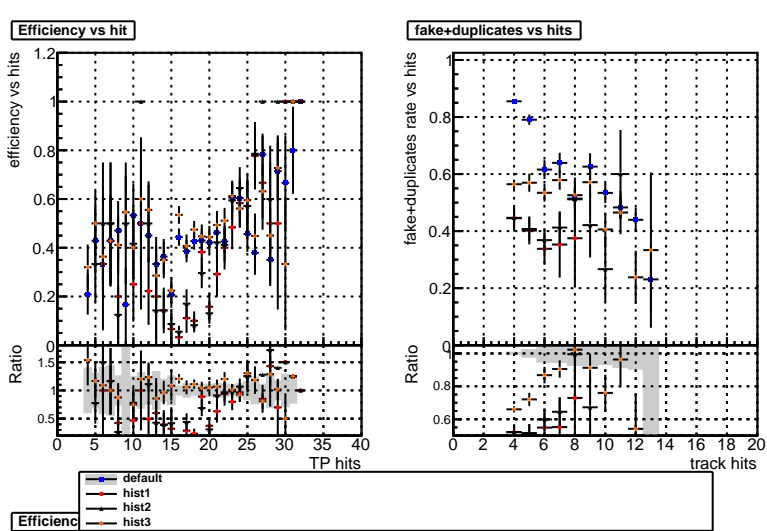 Efficiency vs hit
efficiency vs hits
1.2
1
0.8
0.6
0.4
0.2
0
Ratio
1.5
1
0.5
0 5 10 15 20 25 30 35 40
TP hits
fake+duplicates vs hits
fake+duplicates rate vs hits
1
0.8
0.6
0.4
0.2
0
Ratio
1
0.8
0.6
0 2 4 6 8 10 12 14 16 18 20
track hits
default
hist1
hist2
hist3
Efficienc